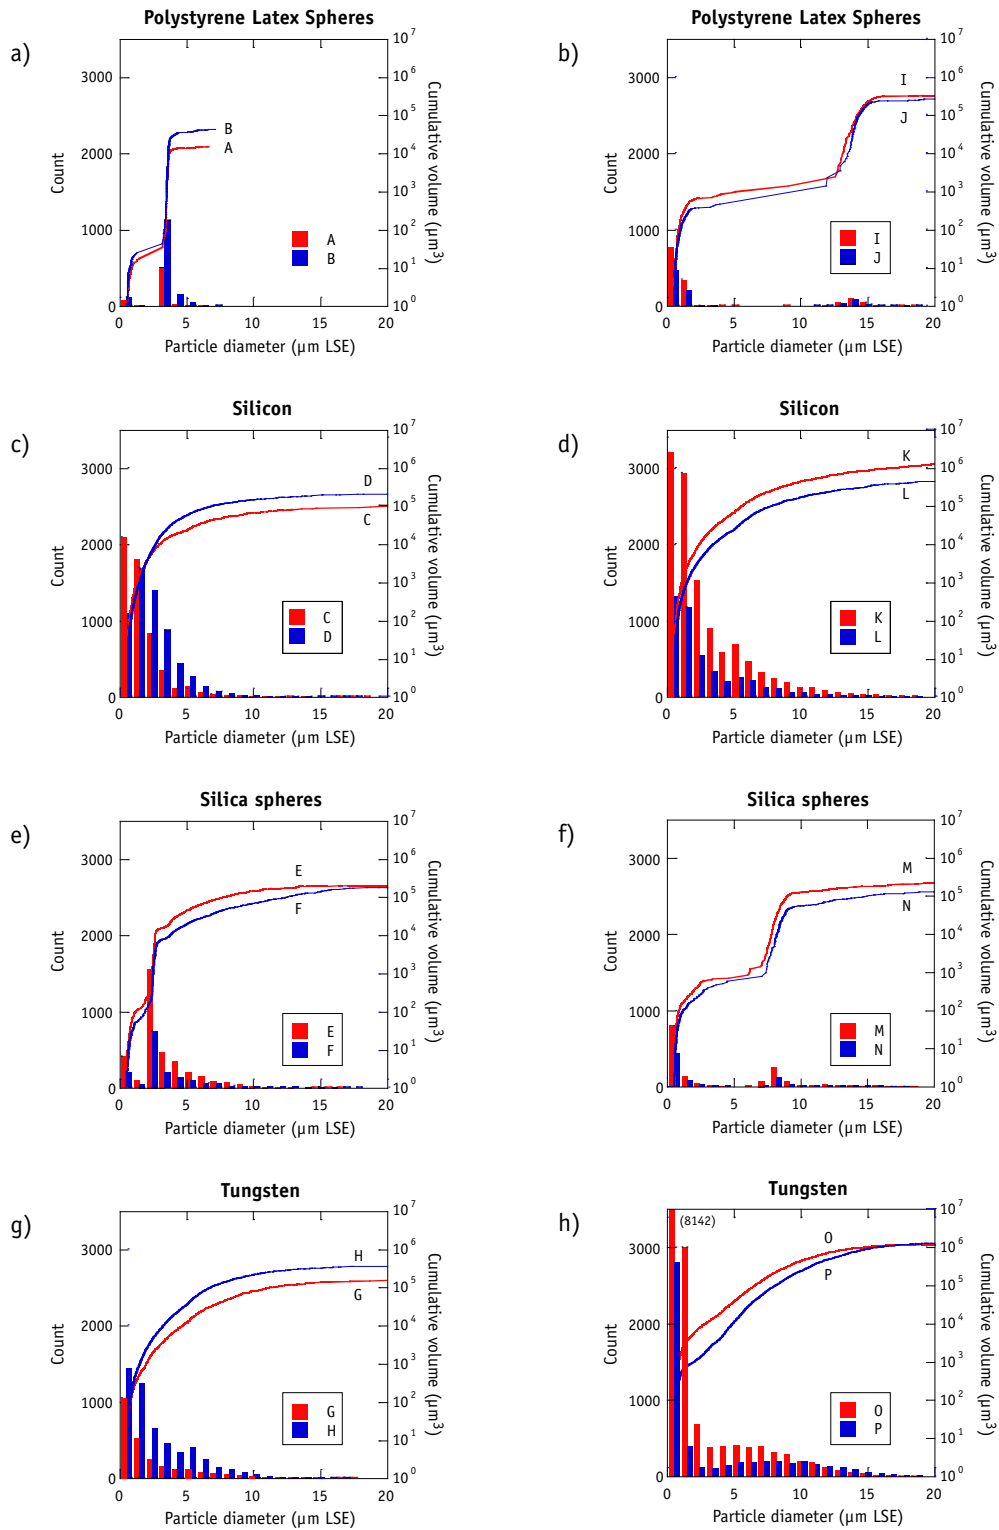 Polystyrene Latex Spheres
a)
3000
2000
1000
0
Count
10⁷
10⁶
10⁵
10⁴
10³
10²
10¹
10⁰
Cumulative volume (µm³)
B
A
A
B
0 5 10 15 20
Particle diameter (µm LSE)
Polystyrene Latex Spheres
b)
3000
2000
1000
0
Count
10⁷
10⁶
10⁵
10⁴
10³
10²
10¹
10⁰
Cumulative volume (µm³)
I
J
I
J
0 5 10 15 20
Particle diameter (µm LSE)
Silicon
c)
3000
2000
1000
0
Count
10⁷
10⁶
10⁵
10⁴
10³
10²
10¹
10⁰
Cumulative volume (µm³)
D
C
C
D
0 5 10 15 20
Particle diameter (µm LSE)
Silicon
d)
3000
2000
1000
0
Count
10⁷
10⁶
10⁵
10⁴
10³
10²
10¹
10⁰
Cumulative volume (µm³)
K
L
K
L
0 5 10 15 20
Particle diameter (µm LSE)
Silica spheres
e)
3000
2000
1000
0
Count
10⁷
10⁶
10⁵
10⁴
10³
10²
10¹
10⁰
Cumulative volume (µm³)
E
F
E
F
0 5 10 15 20
Particle diameter (µm LSE)
Silica spheres
f)
3000
2000
1000
0
Count
10⁷
10⁶
10⁵
10⁴
10³
10²
10¹
10⁰
Cumulative volume (µm³)
M
N
M
N
0 5 10 15 20
Particle diameter (µm LSE)
Tungsten
g)
3000
2000
1000
0
Count
10⁷
10⁶
10⁵
10⁴
10³
10²
10¹
10⁰
Cumulative volume (µm³)
H
G
G
H
0 5 10 15 20
Particle diameter (µm LSE)
Tungsten
h)
(8142)
3000
2000
1000
0
Count
10⁷
10⁶
10⁵
10⁴
10³
10²
10¹
10⁰
Cumulative volume (µm³)
O
P
O
P
0 5 10 15 20
Particle diameter (µm LSE)